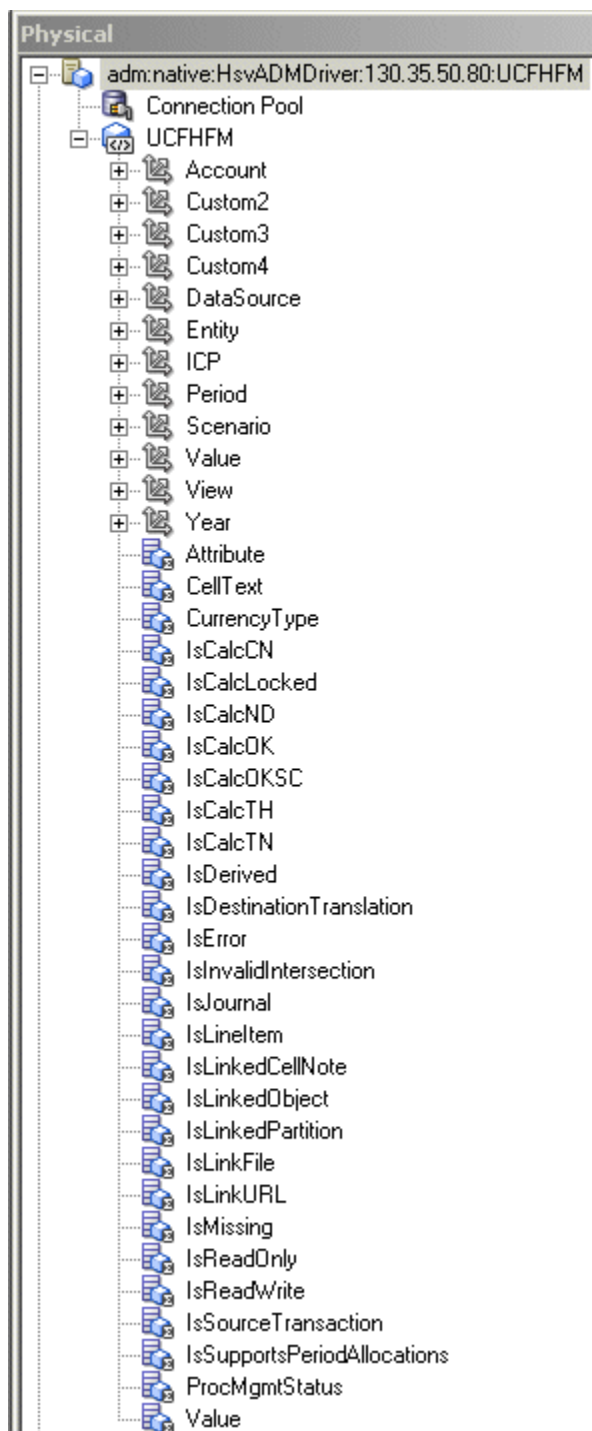 Physical
adm:native:HsvADMDriver:130.35.50.80:UCFHFM
Connection Pool
UCFHFM
Account
Custom2
Custom3
Custom4
DataSource
Entity
ICP
Period
Scenario
Value
View
Year
Attribute
CellText
CurrencyType
IsCalcCN
IsCalcLocked
IsCalcND
IsCalcOK
IsCalcOKSC
IsCalcTH
IsCalcTN
IsDerived
IsDestinationTranslation
IsError
IsInvalidIntersection
IsJournal
IsLineItem
IsLinkedCellNote
IsLinkedObject
IsLinkedPartition
IsLinkFile
IsLinkURL
IsMissing
IsReadOnly
IsReadWrite
IsSourceTransaction
IsSupportsPeriodAllocations
ProcMgmtStatus
Value